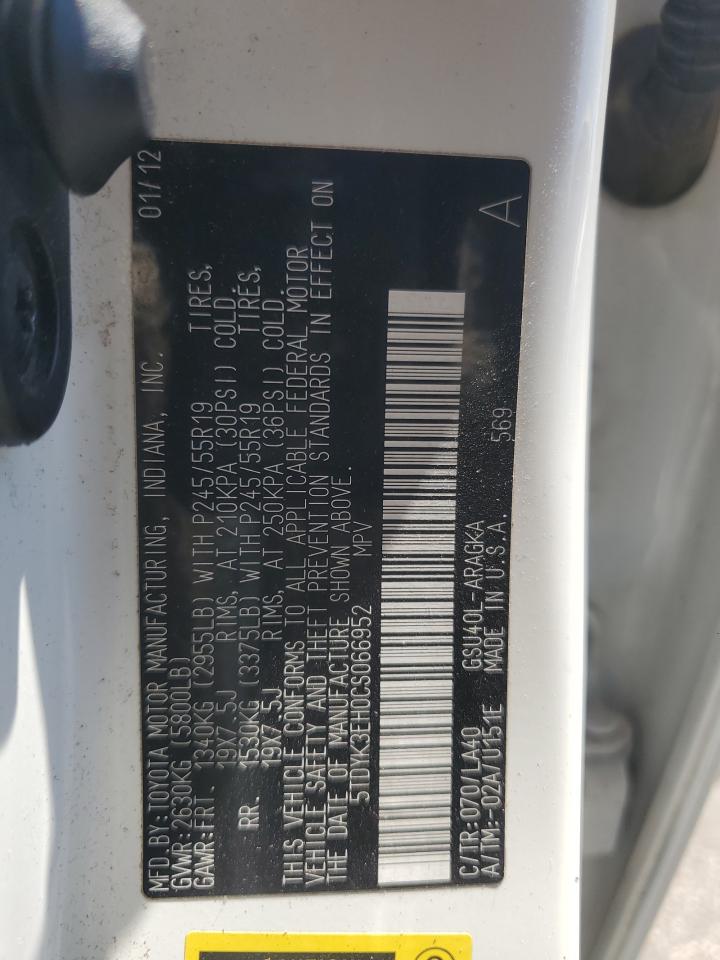 MFD. BY:TOYOTA MOTOR MANUFACTURING, INDIANA, INC. 01/12
GVWR:2630KG (5800LB)
GAWR:FRT. 1340KG (2955LB) WITH P245/55R19 TIRES,
19X7.5J RIMS, AT 210KPA (30PSI) COLD.
RR. 1530KG (3375LB) WITH P245/55R19 TIRES,
19X7.5J RIMS, AT 250KPA (36PSI) COLD.
THIS VEHICLE CONFORMS TO ALL APPLICABLE FEDERAL MOTOR
VEHICLE SAFETY AND THEFT PREVENTION STANDARDS IN EFFECT ON
THE DATE OF MANUFACTURE SHOWN ABOVE.
5TDYK3EH0CS066952 MPV
C/TR:070/LA40 GSU40L-ARAGKA 569 A
A/TM:-02A/U151E MADE IN U.S.A.